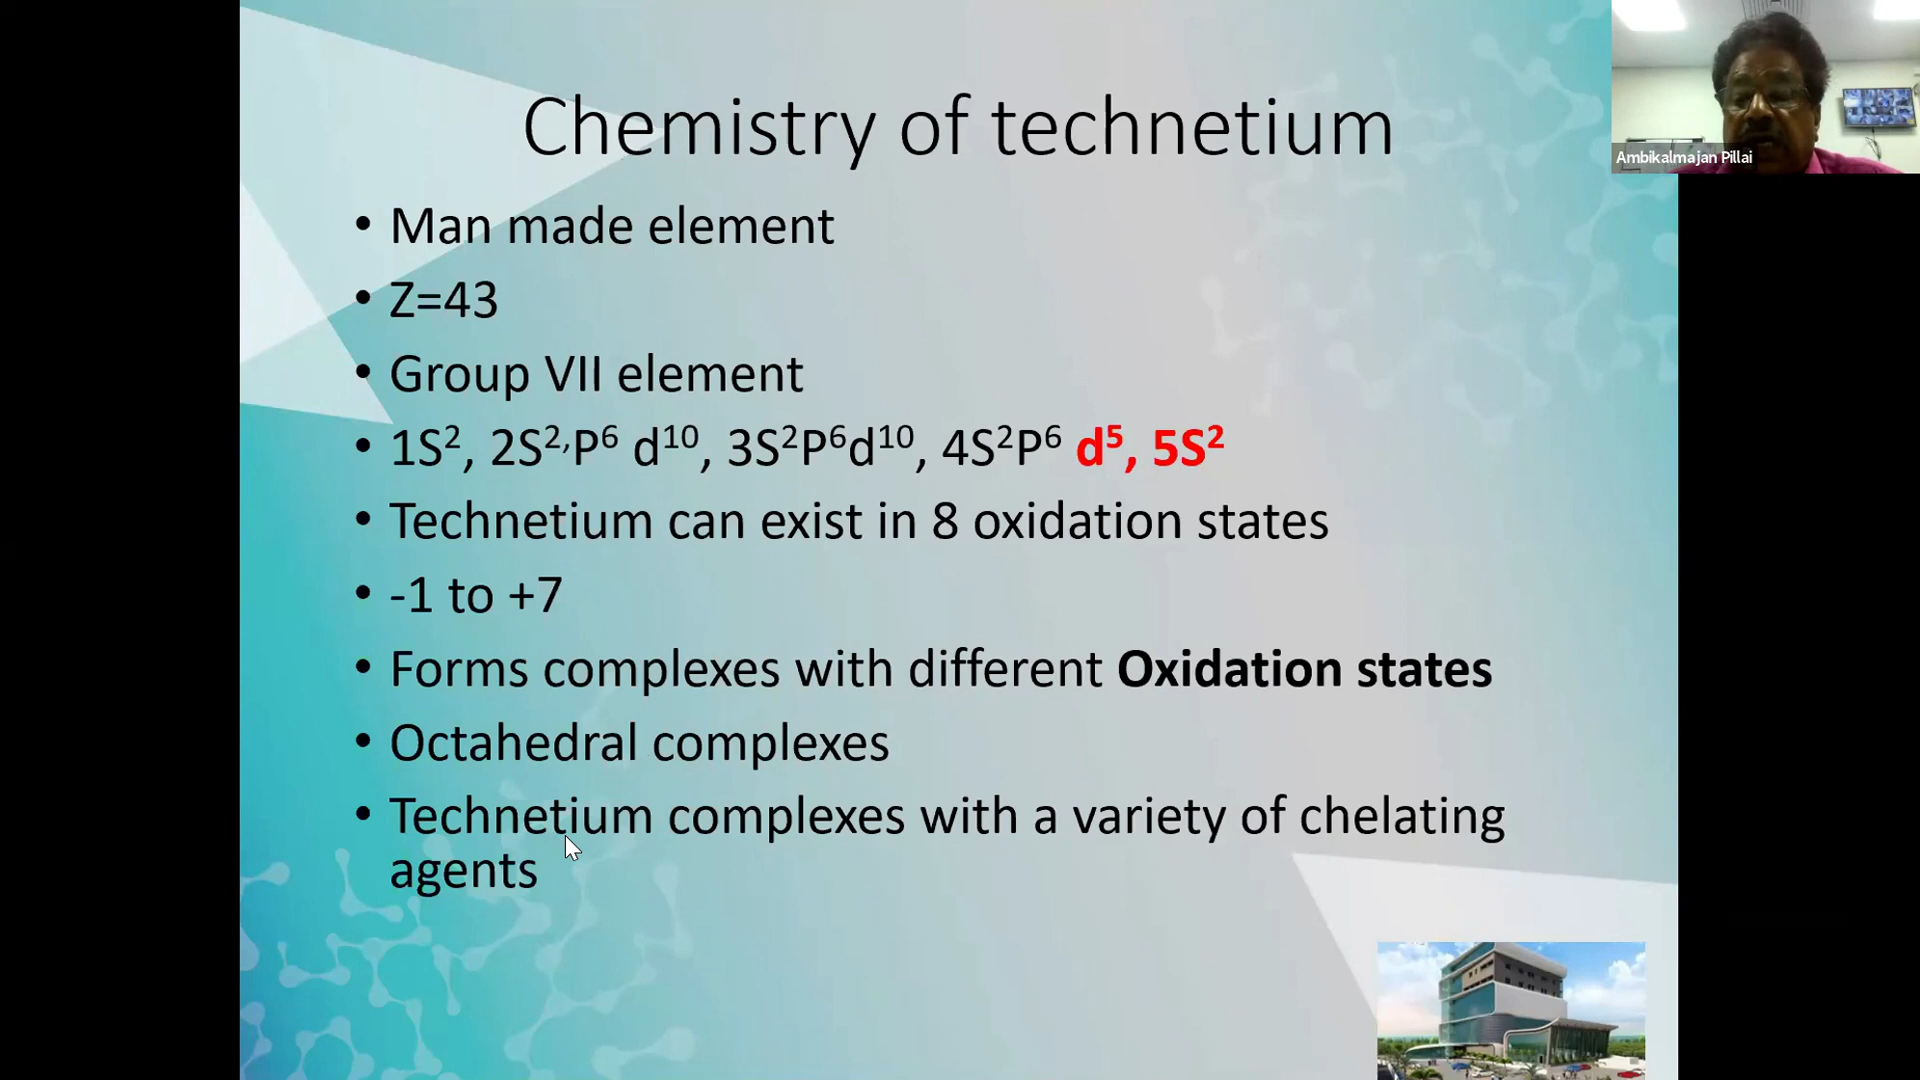 Chemistry of technetium
Ambikalmajan Pillai
• Man made element
• Z=43
• Group VII element
• 1S², 2S²,P⁶ d¹⁰, 3S²P⁶d¹⁰, 4S²P⁶ d⁵, 5S²
• Technetium can exist in 8 oxidation states
• -1 to +7
• Forms complexes with different Oxidation states
• Octahedral complexes
• Technetium complexes with a variety of chelating
agents